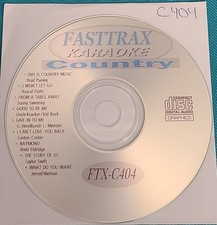 C404
FASTTRAX
KARAOKE
Country
• THIS IS COUNTRY MUSIC
Brad Paisley
• I WON'T LET GO
Rascal Flatts
• FROM A TABLE AWAY
Sunny Sweeney
• GOOD TO BE ME
Uncle Kracker/ Kid Rock
• GIVE IN TO ME
G. Hendlund/ L. Meester
• I CAN'T LOVE YOU BACK
Easton Corbin
• RAYMOND
Brett Eldredge
• THE STORY OF US
Taylor Swift
• WHAT DO YOU WANT
Jerrod Nieman
COMPACT
disc
DIGITAL AUDIO
GRAPHICS
FTX-C404